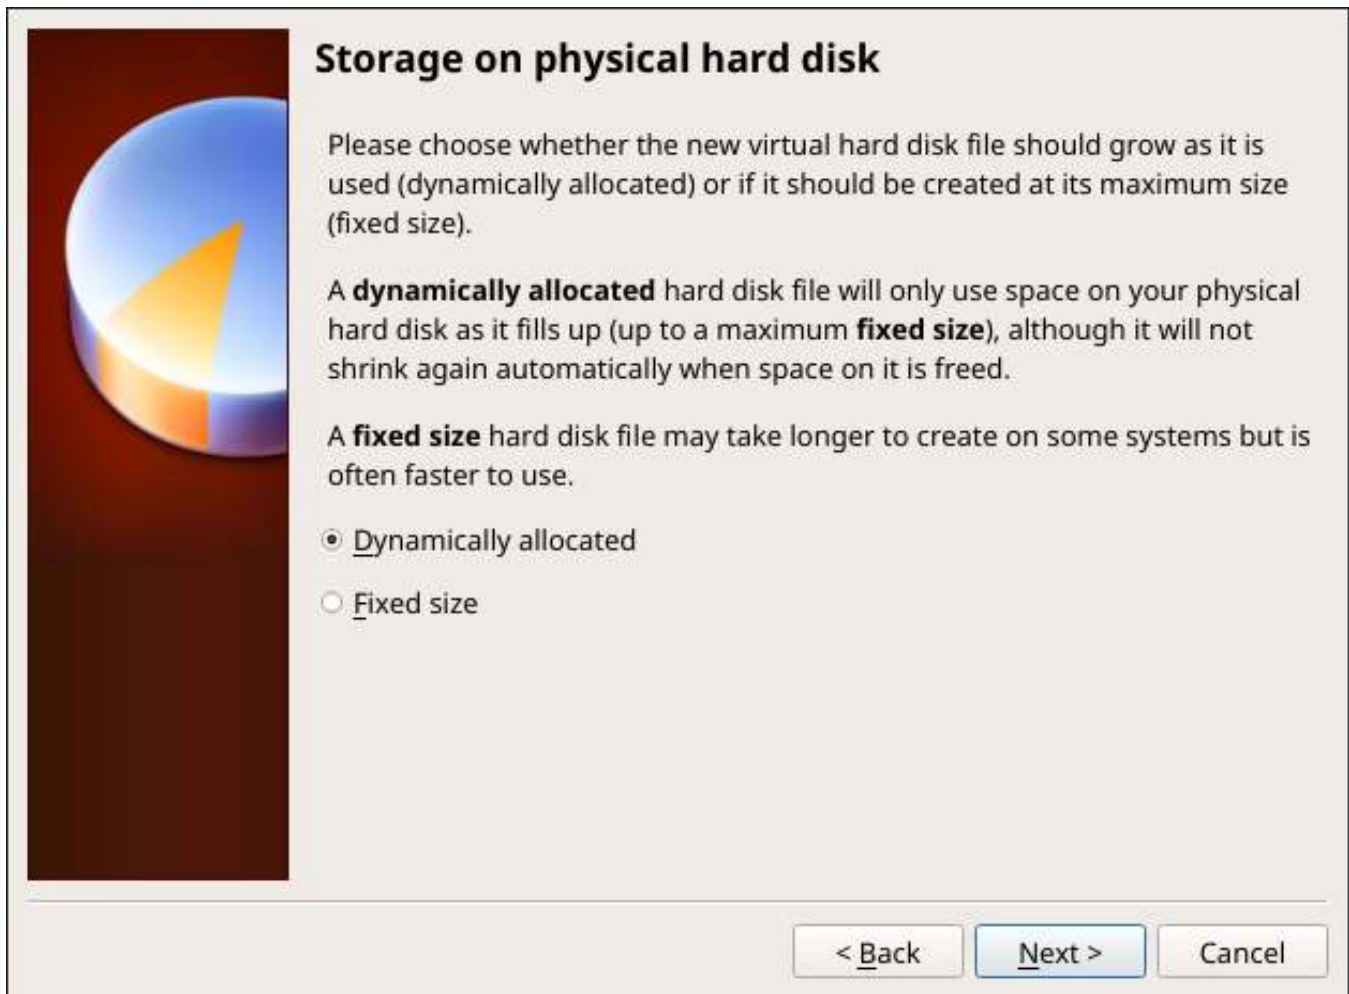 Storage on physical hard disk
Please choose whether the new virtual hard disk file should grow as it is
used (dynamically allocated) or if it should be created at its maximum size
(fixed size).
A dynamically allocated hard disk file will only use space on your physical
hard disk as it fills up (up to a maximum fixed size), although it will not
shrink again automatically when space on it is freed.
A fixed size hard disk file may take longer to create on some systems but is
often faster to use.
Dynamically allocated
Fixed size
< Back Next > Cancel